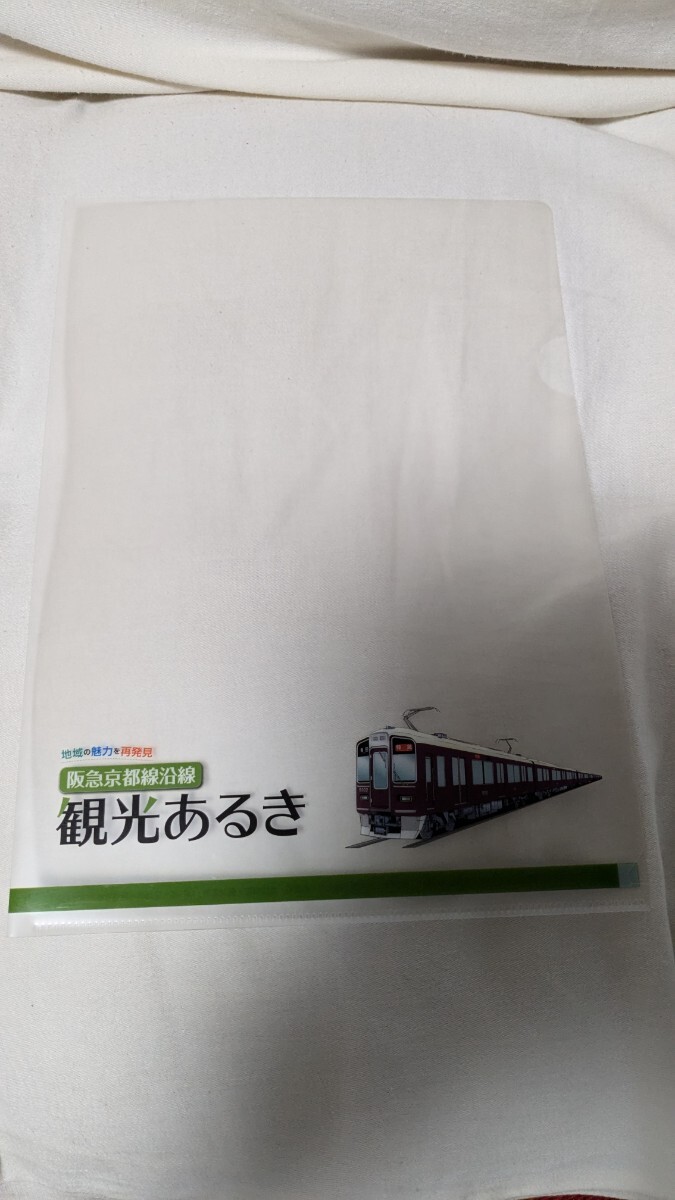 地域の魅力を再発見
阪急京都線沿線
観光あるき